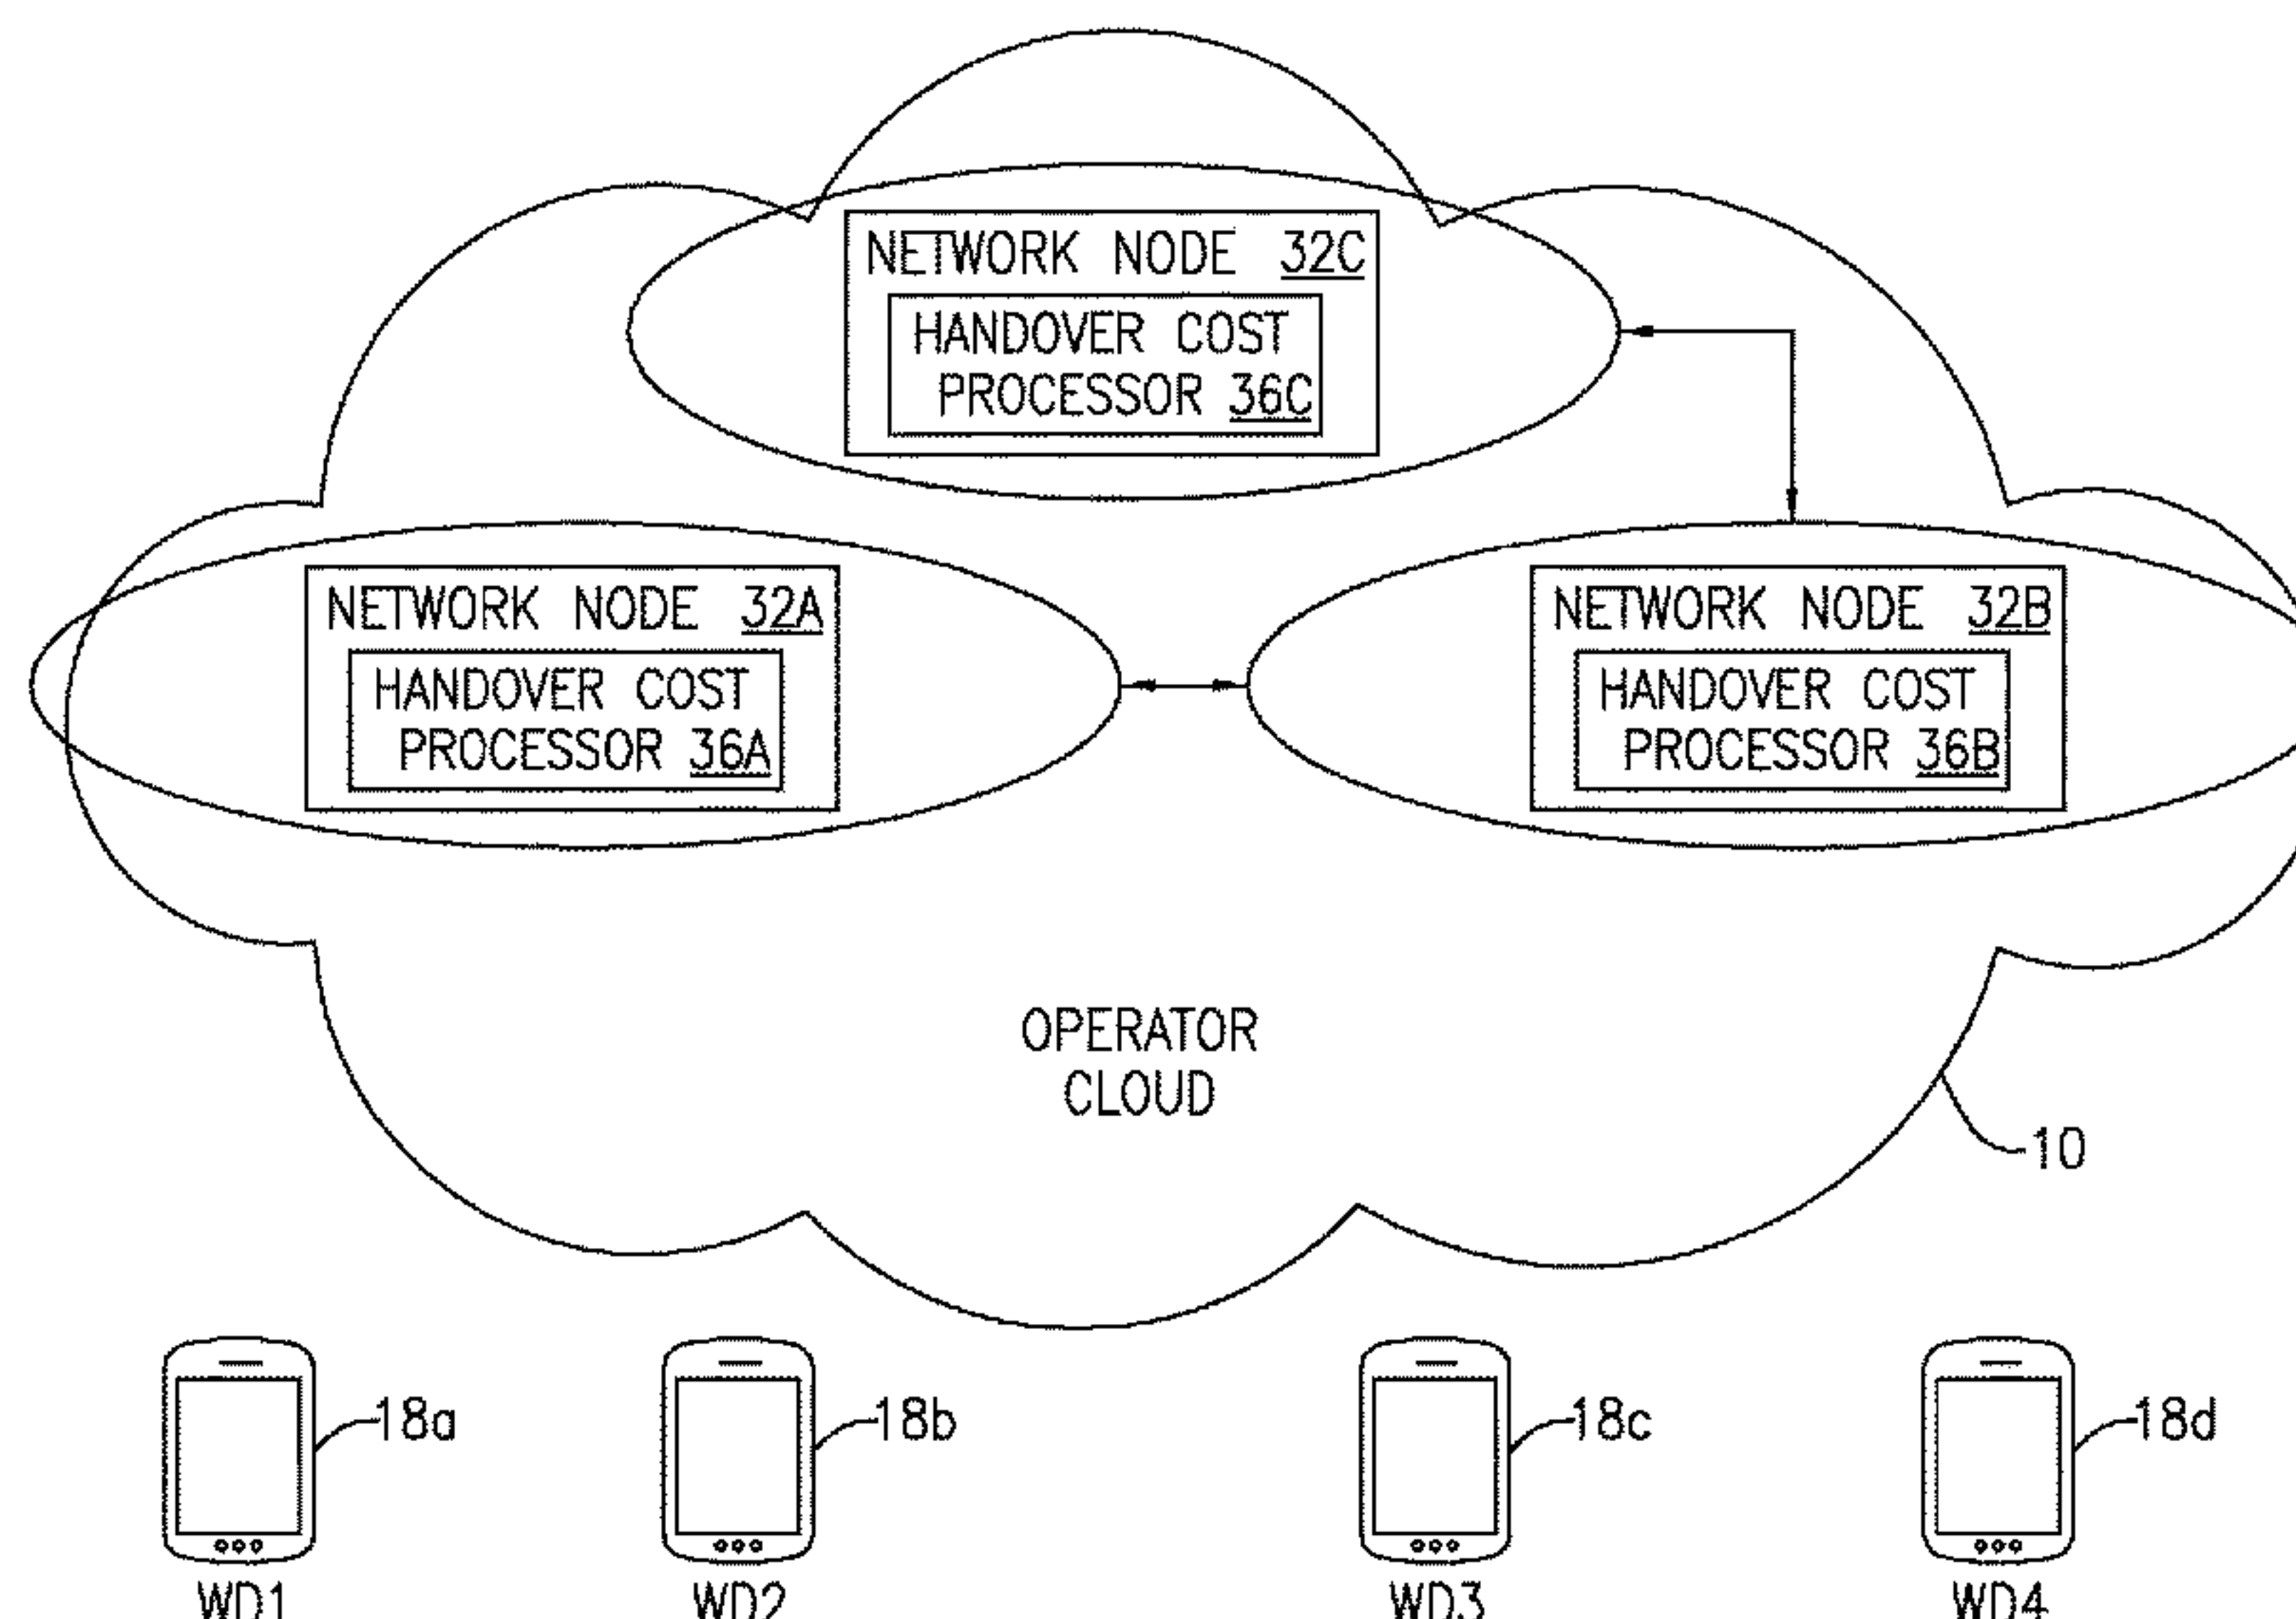 NETWORK NODE 32C
HANDOVER COST
PROCESSOR 36C
NETWORK NODE 32A
HANDOVER COST
PROCESSOR 36A
NETWORK NODE 32B
HANDOVER COST
PROCESSOR 36B
OPERATOR
CLOUD
10
18a
18b
18c
18d
WD1
WD2
WD3
WD4